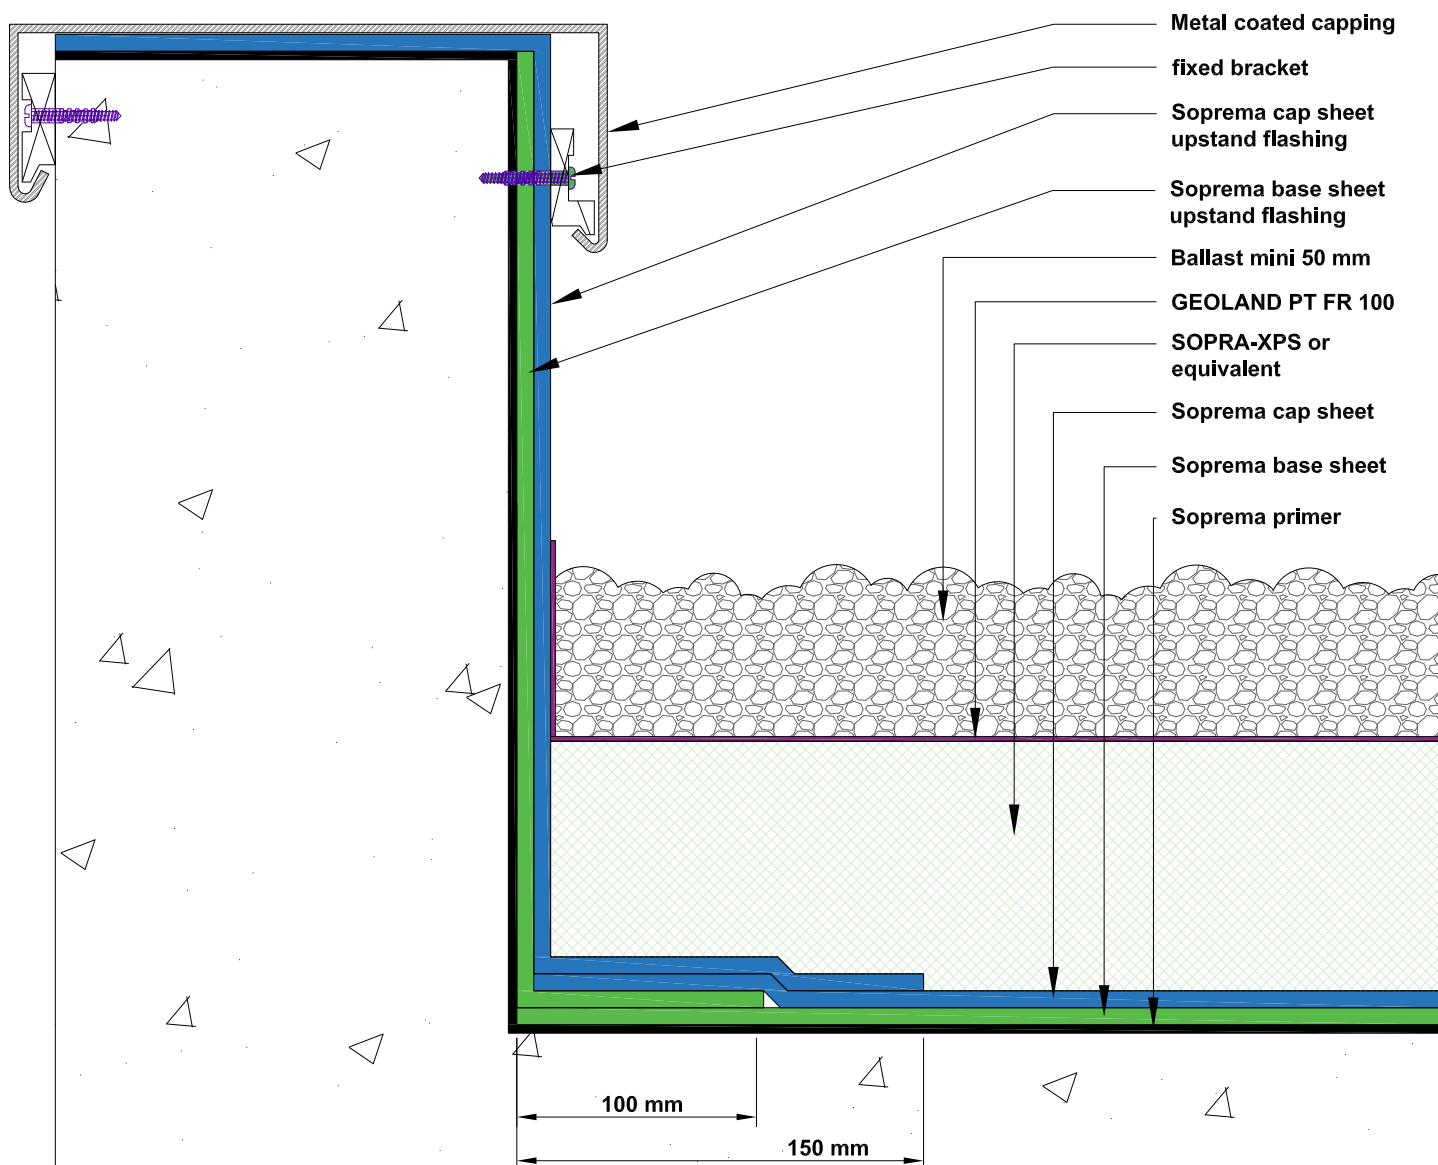 Metal coated capping
fixed bracket
Soprema cap sheet
upstand flashing
Soprema base sheet
upstand flashing
Ballast mini 50 mm
GEOLAND PT FR 100
SOPRA-XPS or
equivalent
Soprema cap sheet
Soprema base sheet
Soprema primer
100 mm
150 mm